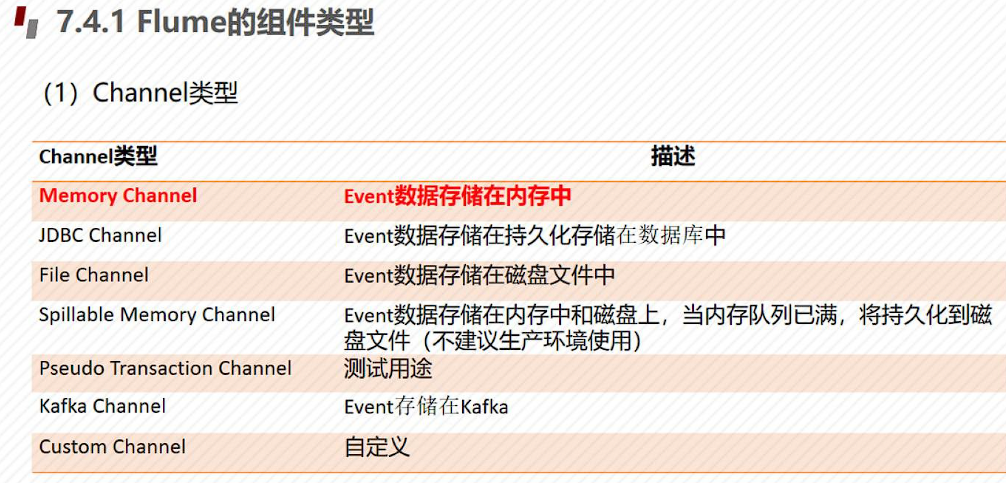 7.4.1 Flume的组件类型
（1）Channel类型
Channel类型 描述
Memory Channel Event数据存储在内存中
JDBC Channel Event数据存储在持久化存储在数据库中
File Channel Event数据存储在磁盘文件中
Spillable Memory Channel Event数据存储在内存中和磁盘上，当内存队列已满，将持久化到磁
盘文件（不建议生产环境使用）
Pseudo Transaction Channel 测试用途
Kafka Channel Event存储在Kafka
Custom Channel 自定义